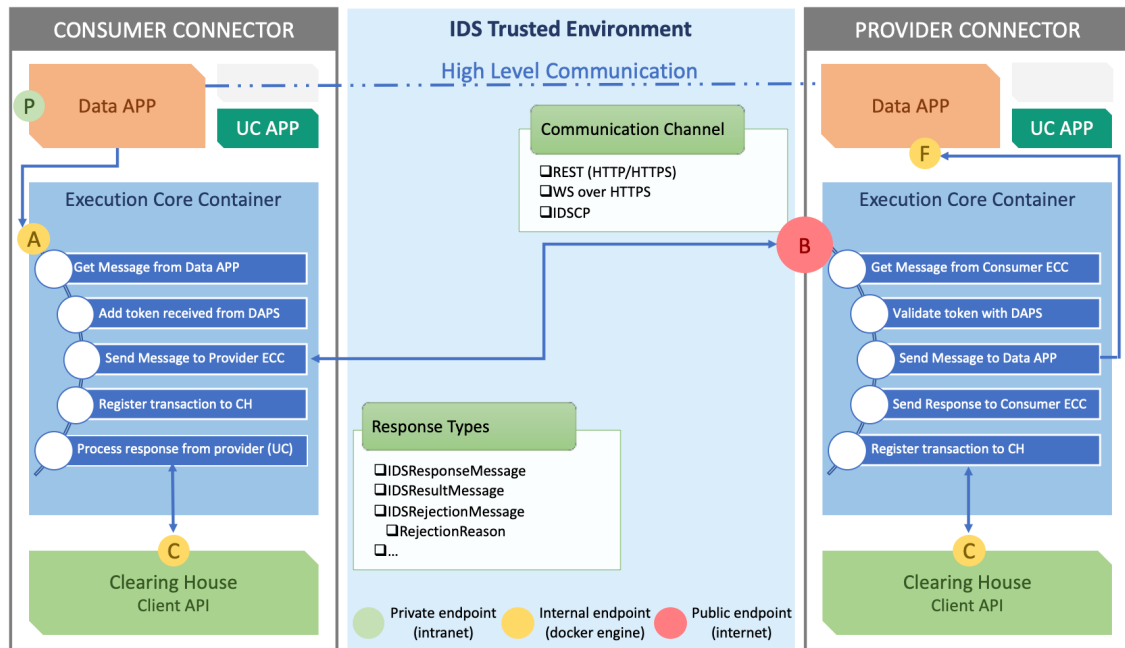 CONSUMER CONNECTOR
Data APP
P
UC APP
Execution Core Container
A
Get Message from Data APP
Add token received from DAPS
Send Message to Provider ECC
Register transaction to CH
Process response from provider (UC)
C
Clearing House
Client API
IDS Trusted Environment
High Level Communication
Communication Channel
❑REST (HTTP/HTTPS)
❑WS over HTTPS
❑IDSCP
B
Response Types
❑IDSResponseMessage
❑IDSResultMessage
❑IDSRejectionMessage
❑RejectionReason
❑...
Private endpoint
(intranet)
Internal endpoint
(docker engine)
Public endpoint
(internet)
PROVIDER CONNECTOR
Data APP
UC APP
F
Execution Core Container
Get Message from Consumer ECC
Validate token with DAPS
Send Message to Data APP
Send Response to Consumer ECC
Register transaction to CH
C
Clearing House
Client API